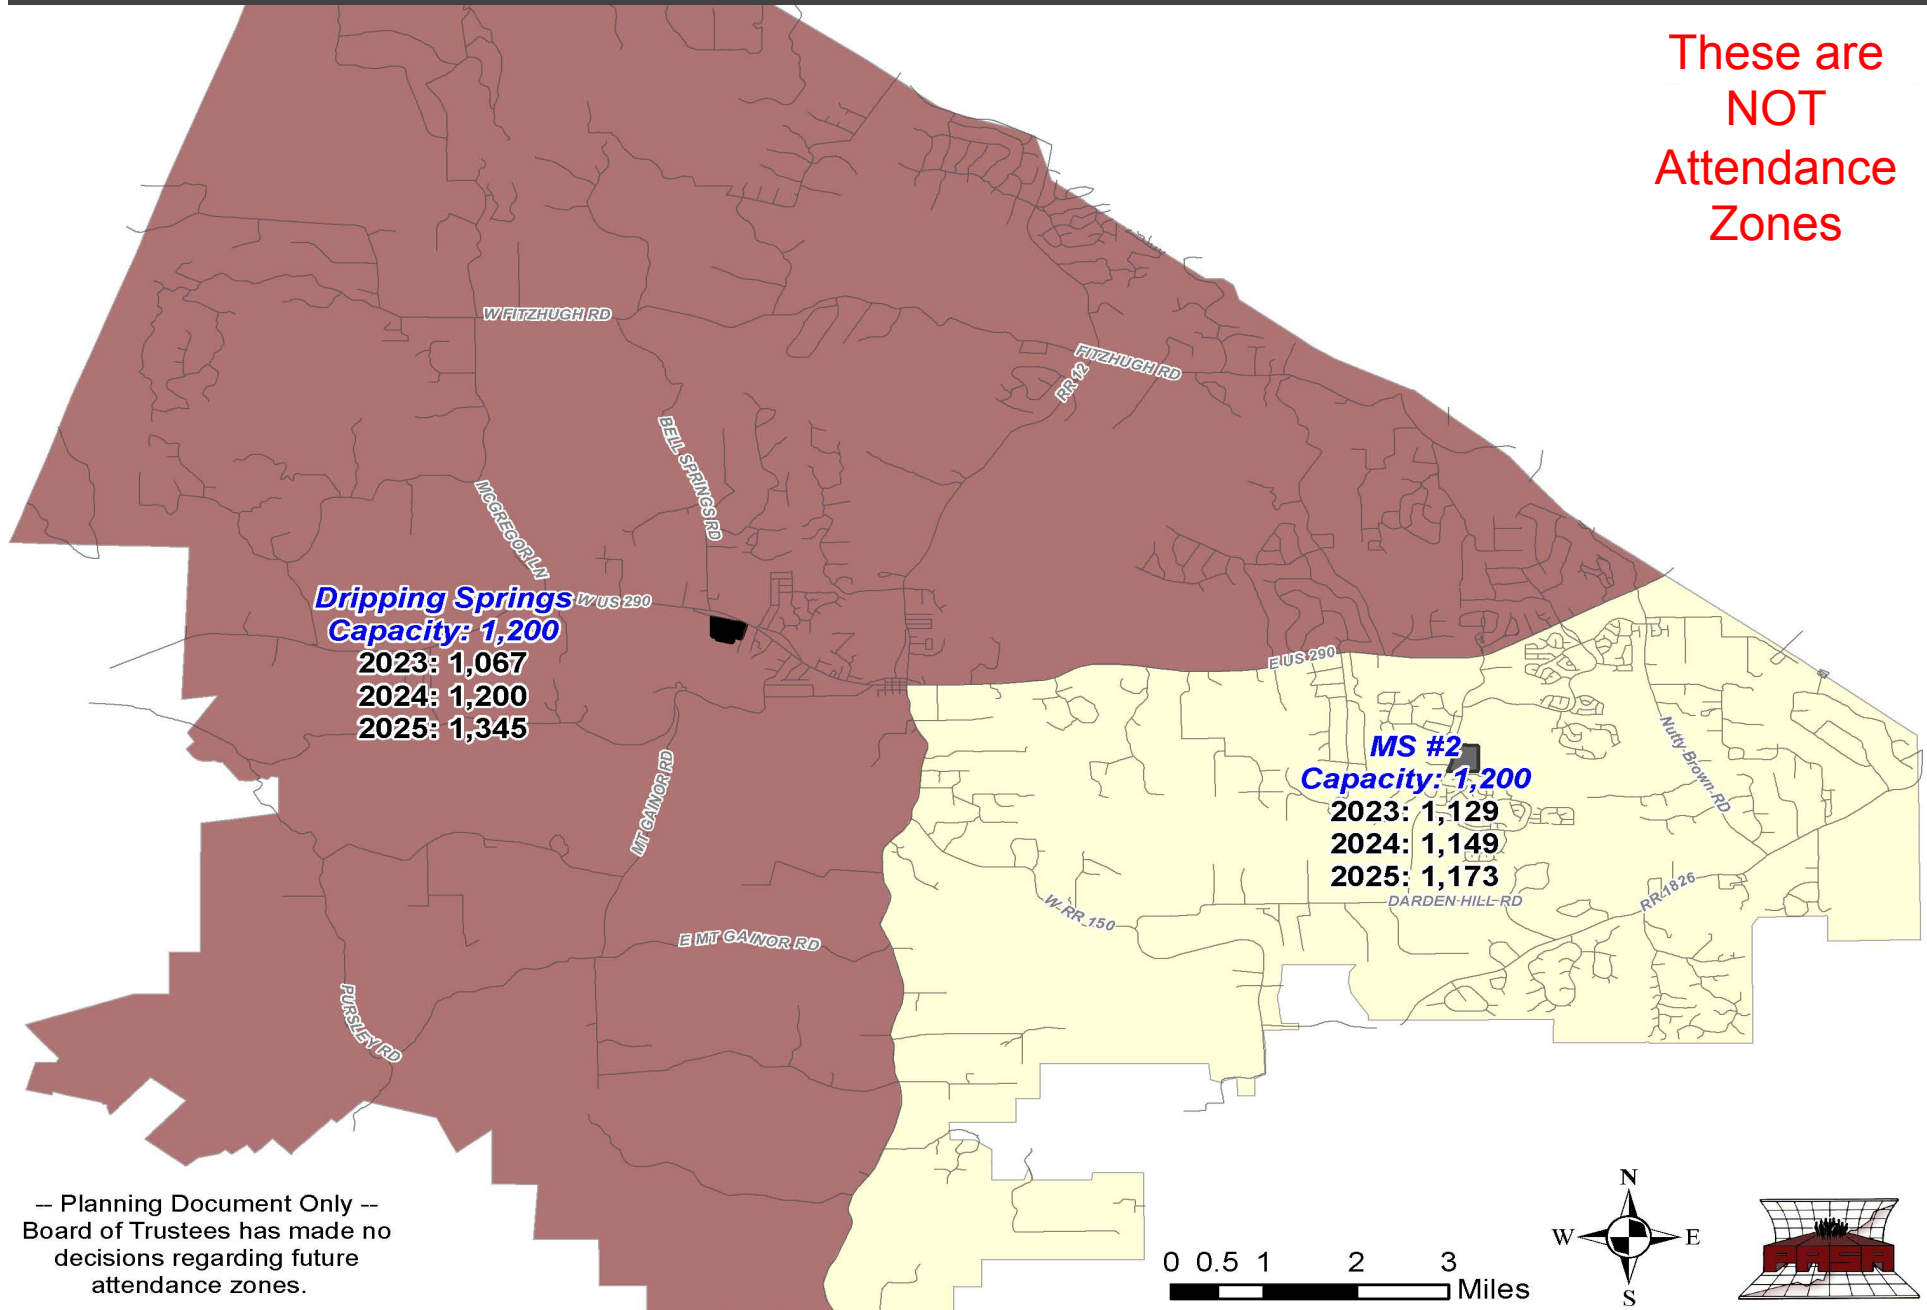 These are
NOT
Attendance
Zones
W FITZHUGH RD
FITZHUGH RD
RR 12
BELL SPRINGS RD
MCGREGOR LN
Dripping Springs
Capacity: 1,200
2023: 1,067
2024: 1,200
2025: 1,345
W US 290
E US 290
MT GAINOR RD
Nutty Brown RD
MS #2
Capacity: 1,200
2023: 1,129
2024: 1,149
2025: 1,173
DARDEN HILL RD
RR 1826
W RR 150
E MT GAINOR RD
PURSLEY RD
-- Planning Document Only --
Board of Trustees has made no
decisions regarding future
attendance zones.
0 0.5 1 2 3
Miles
N
W E
S